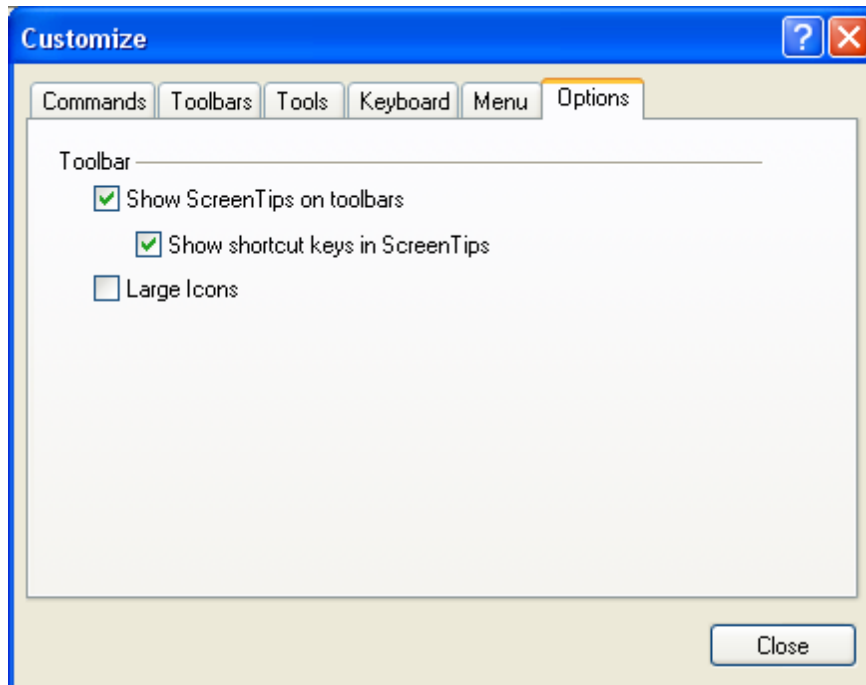 Customize
Commands Toolbars Tools Keyboard Menu Options
Toolbar
Show ScreenTips on toolbars
Show shortcut keys in ScreenTips
Large Icons
Close